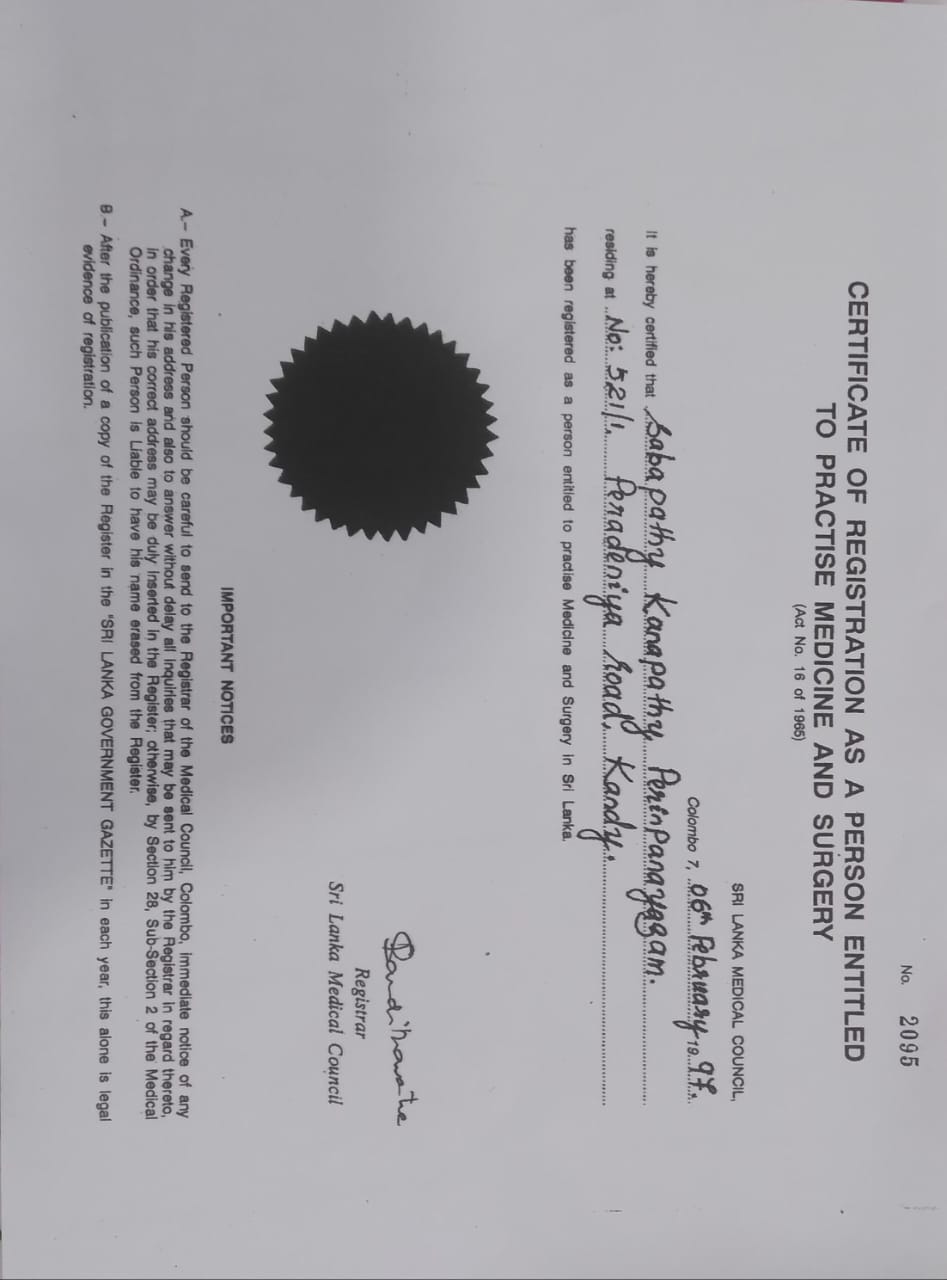 No. 2095
CERTIFICATE OF REGISTRATION AS A PERSON ENTITLED
TO PRACTISE MEDICINE AND SURGERY
(Act No. 16 of 1965)
SRI LANKA MEDICAL COUNCIL,
Colombo 7, 06th February 1997.
It is hereby certified that Sabapathy Kanapathy Perinpanayagam.
residing at No: 521/1, Peradeniya Road, Kandy.
has been registered as a person entitled to practise Medicine and Surgery in Sri Lanka.
Registrar
Sri Lanka Medical Council
IMPORTANT NOTICES
A.- Every Registered Person should be careful to send to the Registrar of the Medical Council, Colombo, immediate notice of any
change in his address and also to answer without delay all inquiries that may be sent to him by the Registrar in regard thereto,
in order that his correct address may be duly inserted in the Register; otherwise, by Section 28, Sub-Section 2 of the Medical
Ordinance, such Person is Liable to have his name erased from the Register.
B.- After the publication of a copy of the Register in the "SRI LANKA GOVERNMENT GAZETTE" in each year, this alone is legal
evidence of registration.